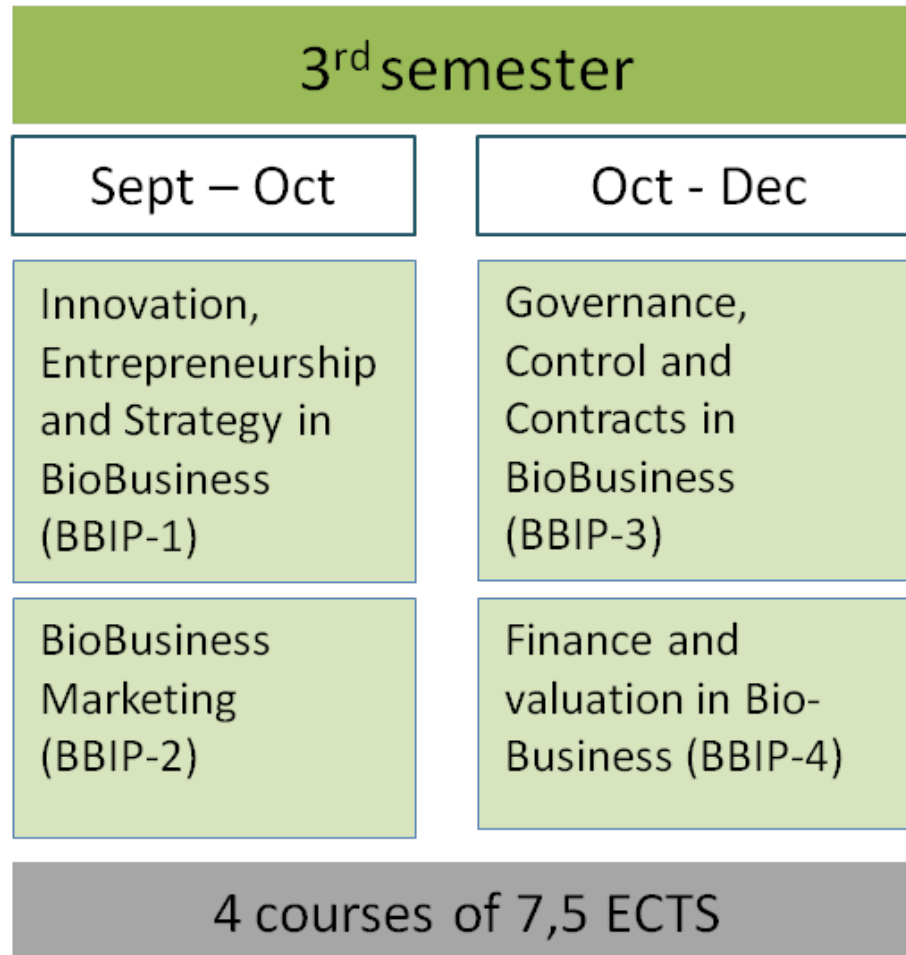 3rd semester
Sept – Oct
Oct - Dec
Innovation,
Entrepreneurship
and Strategy in
BioBusiness
(BBIP-1)
Governance,
Control and
Contracts in
BioBusiness
(BBIP-3)
BioBusiness
Marketing
(BBIP-2)
Finance and
valuation in Bio-
Business (BBIP-4)
4 courses of 7,5 ECTS